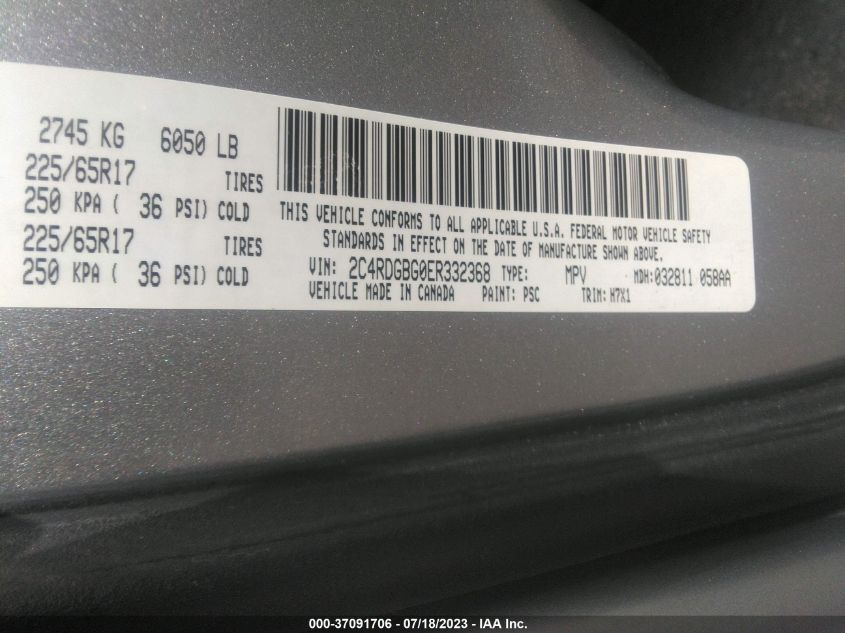 2745 KG 6050 LB
225/65R17 TIRES
250 KPA ( 36 PSI) COLD
225/65R17 TIRES
250 KPA ( 36 PSI) COLD
THIS VEHICLE CONFORMS TO ALL APPLICABLE U.S.A. FEDERAL MOTOR VEHICLE SAFETY
STANDARDS IN EFFECT ON THE DATE OF MANUFACTURE SHOWN ABOVE.
VIN: 2C4RDGBG0ER332368 TYPE: MPV MDH:032811 058AA
VEHICLE MADE IN CANADA PAINT: PSC TRIM: H7X1
000-37091706 - 07/18/2023 - IAA Inc.